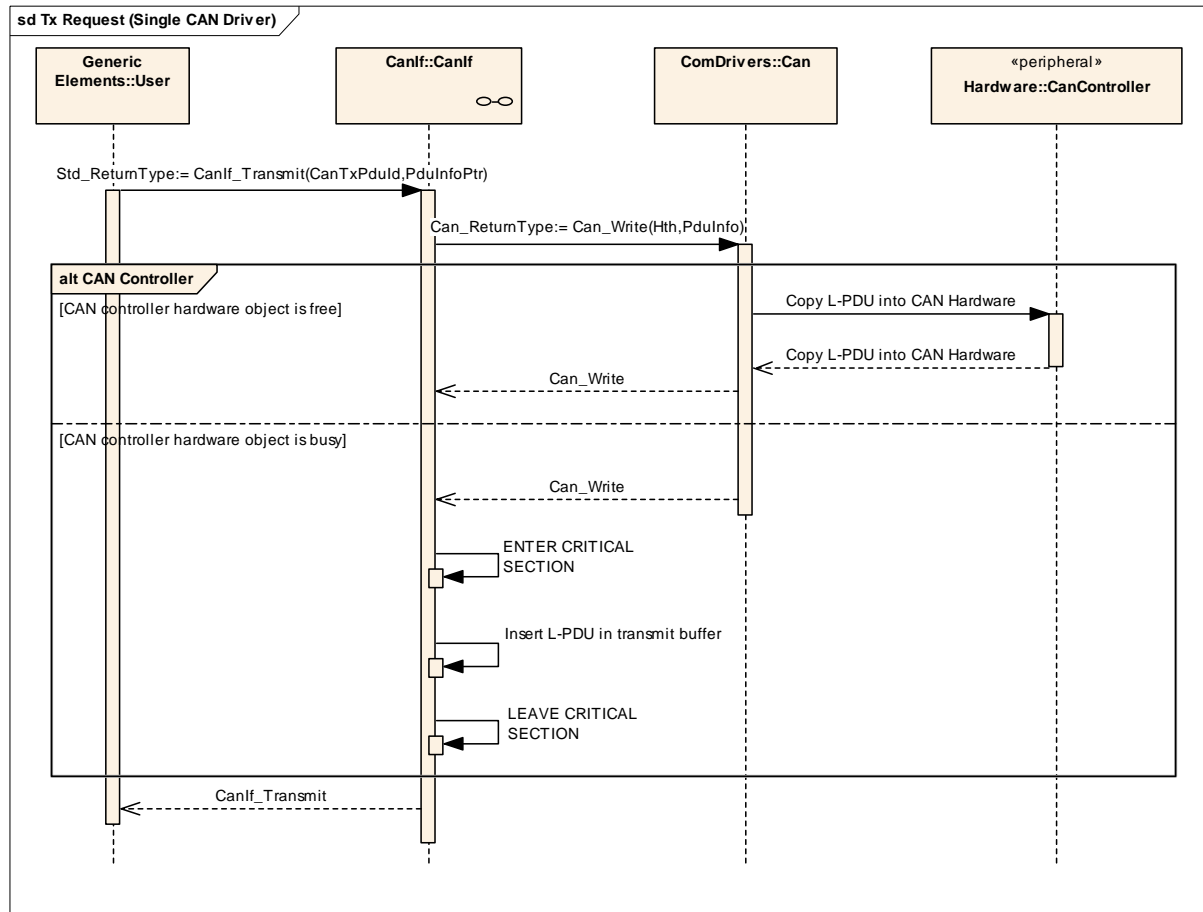 sd Tx Request (Single CAN Driver)
Generic
Elements::User
CanIf::CanIf
ComDrivers::Can
«peripheral»
Hardware::CanController
Std_ReturnType:= CanIf_Transmit(CanTxPduId,PduInfoPtr)
Can_ReturnType:= Can_Write(Hth,PduInfo)
alt CAN Controller
[CAN controller hardware object is free]
Copy L-PDU into CAN Hardware
Copy L-PDU into CAN Hardware
Can_Write
[CAN controller hardware object is busy]
Can_Write
ENTER CRITICAL
SECTION
Insert L-PDU in transmit buffer
LEAVE CRITICAL
SECTION
CanIf_Transmit